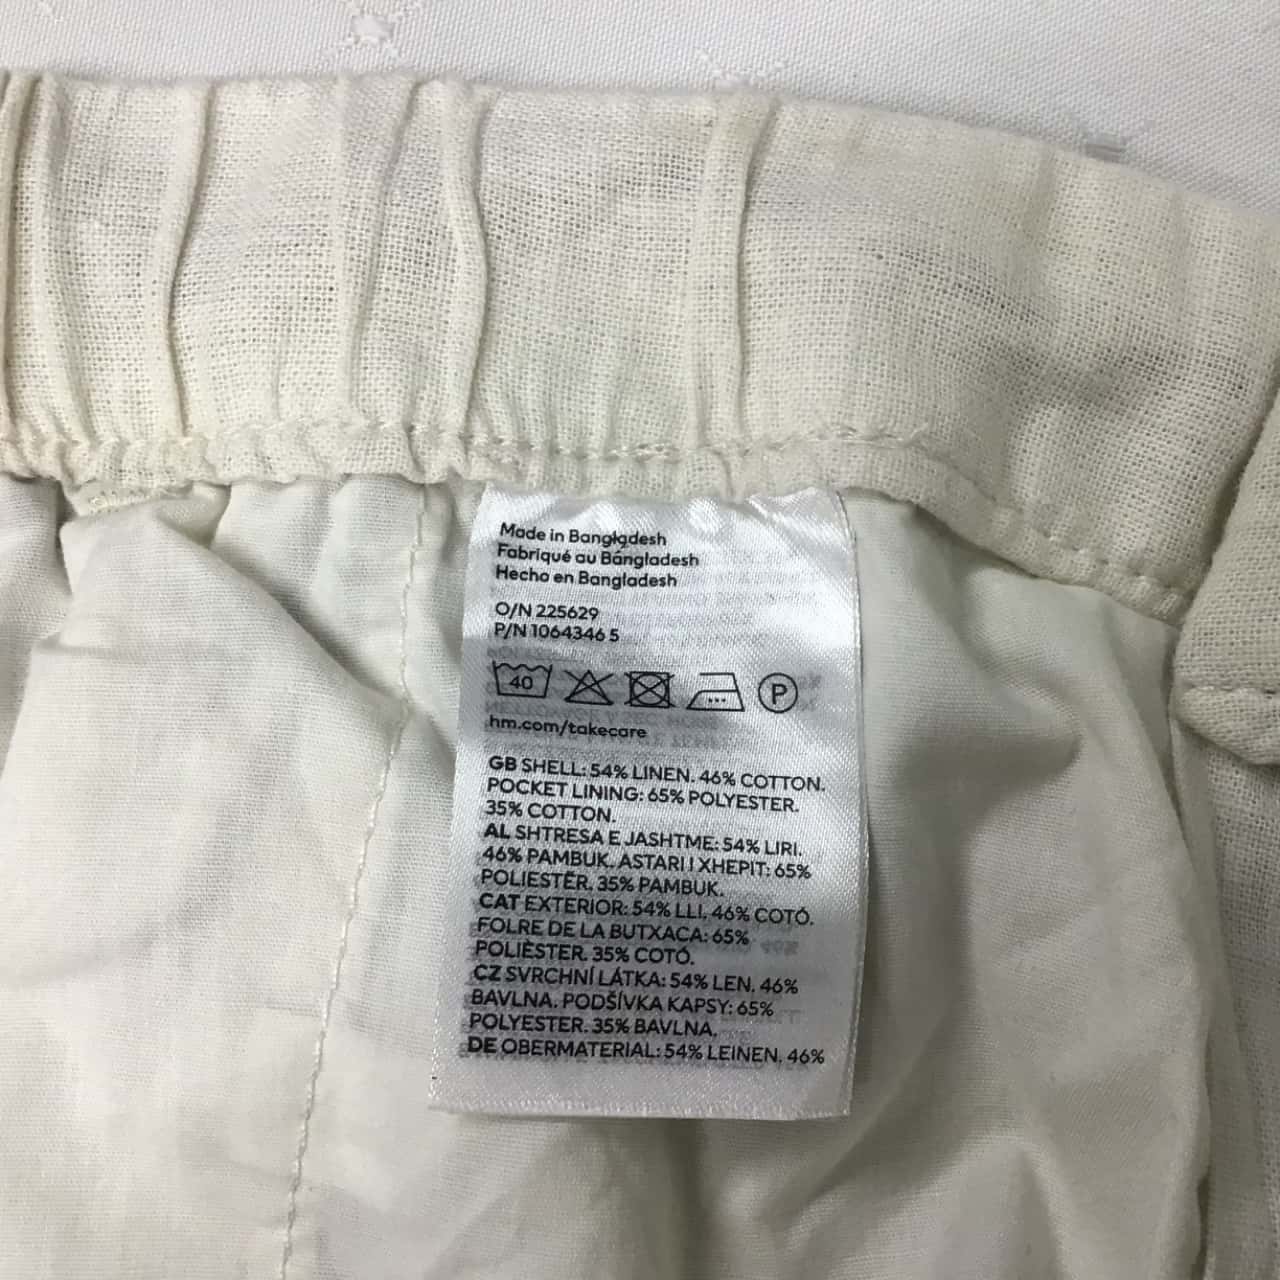 Made in Bangladesh
Fabriqué au Bangladesh
Hecho en Bangladesh
O/N 225629
P/N 1064346 5
40 P
hm.com/takecare
GB SHELL: 54% LINEN. 46% COTTON.
POCKET LINING: 65% POLYESTER.
35% COTTON.
AL SHTRESA E JASHTME: 54% LIRI.
46% PAMBUK. ASTARI I XHEPIT: 65%
POLIESTËR. 35% PAMBUK.
CAT EXTERIOR: 54% LLI. 46% COTÓ.
FOLRE DE LA BUTXACA: 65%
POLIÈSTER. 35% COTÓ.
CZ SVRCHNÍ LÁTKA: 54% LEN. 46%
BAVLNA. PODŠÍVKA KAPSY: 65%
POLYESTER. 35% BAVLNA.
DE OBERMATERIAL: 54% LEINEN. 46%